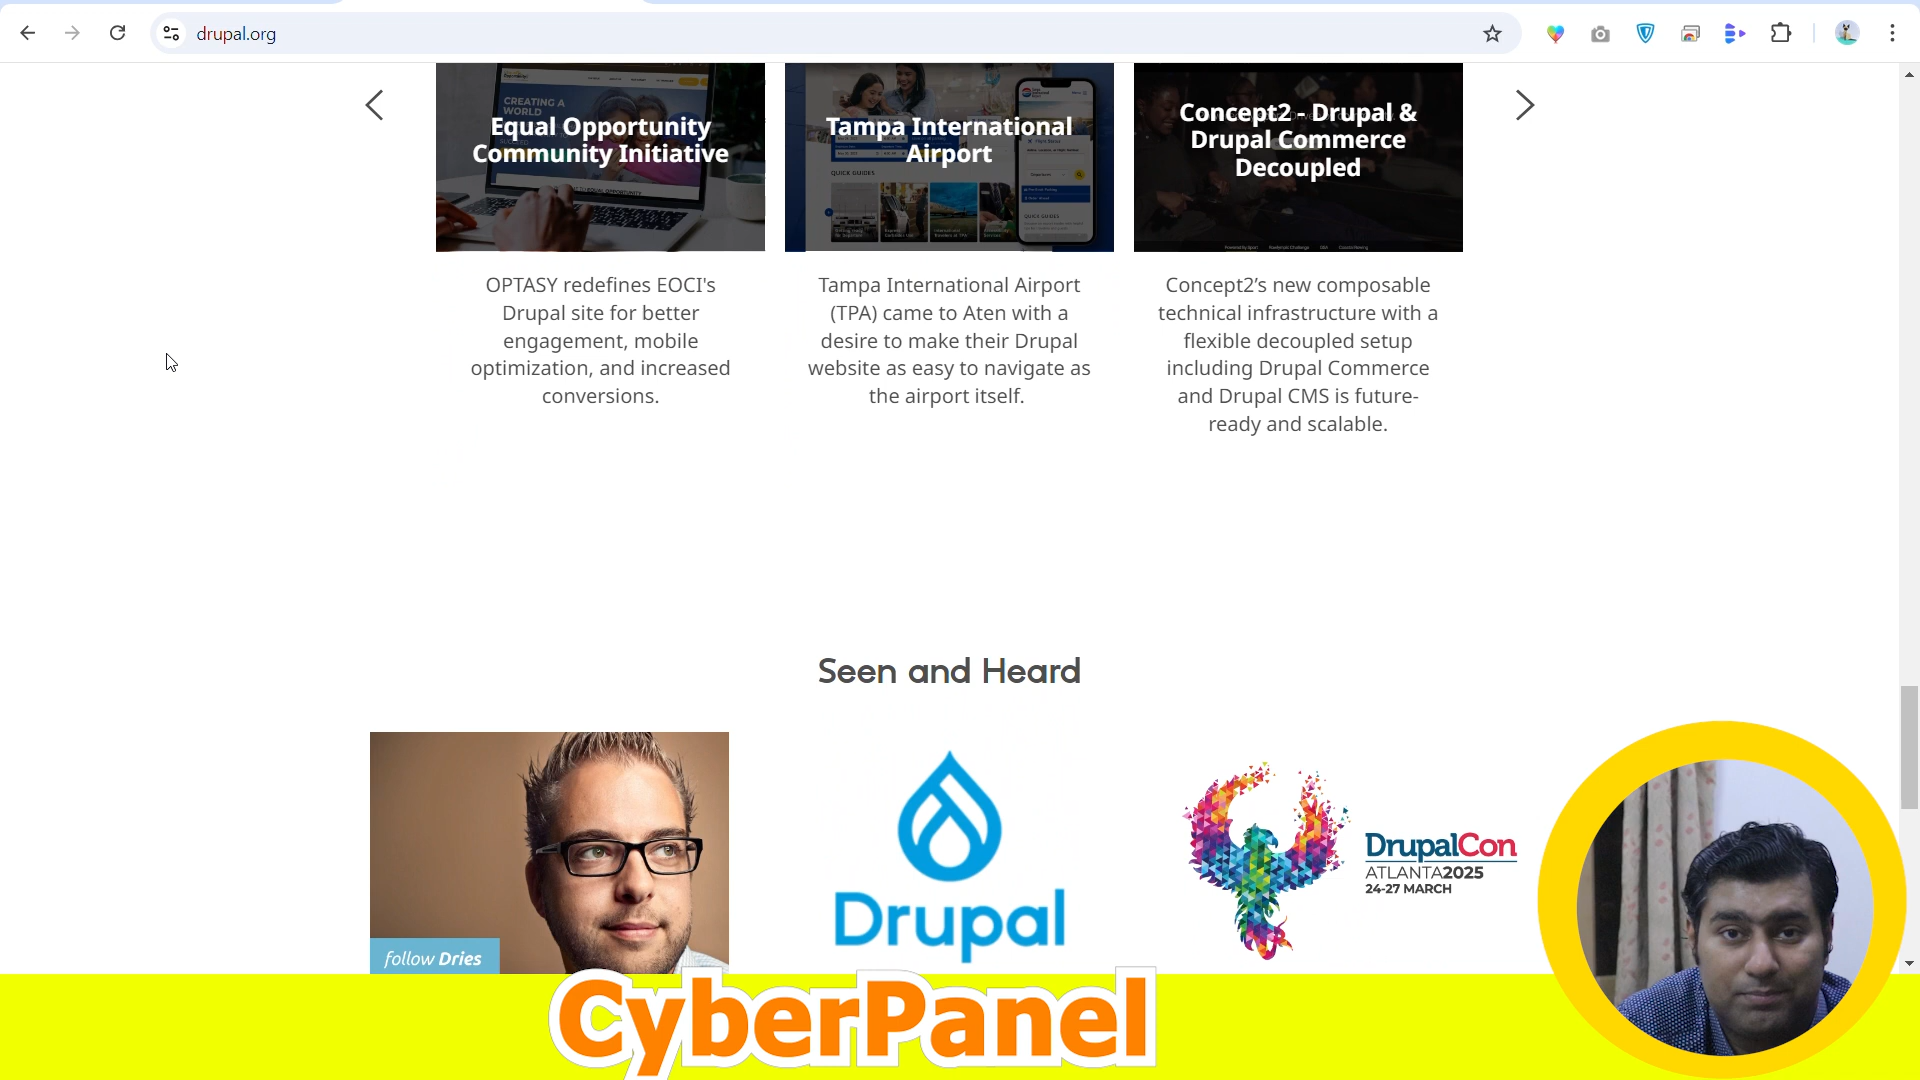 drupal.org
CREATING A
WORLD
Equal Opportunity
Community Initiative
Tampa International
Airport
QUICK GUIDES
QUICK GUIDES
Concept2 - Drupal &
Drupal Commerce
Decoupled
OPTASY redefines EOCI's
Drupal site for better
engagement, mobile
optimization, and increased
conversions.
Tampa International Airport
(TPA) came to Aten with a
desire to make their Drupal
website as easy to navigate as
the airport itself.
Concept2’s new composable
technical infrastructure with a
flexible decoupled setup
including Drupal Commerce
and Drupal CMS is future-
ready and scalable.
Seen and Heard
follow Dries
Drupal
DrupalCon
ATLANTA2025
24-27 MARCH
CyberPanel